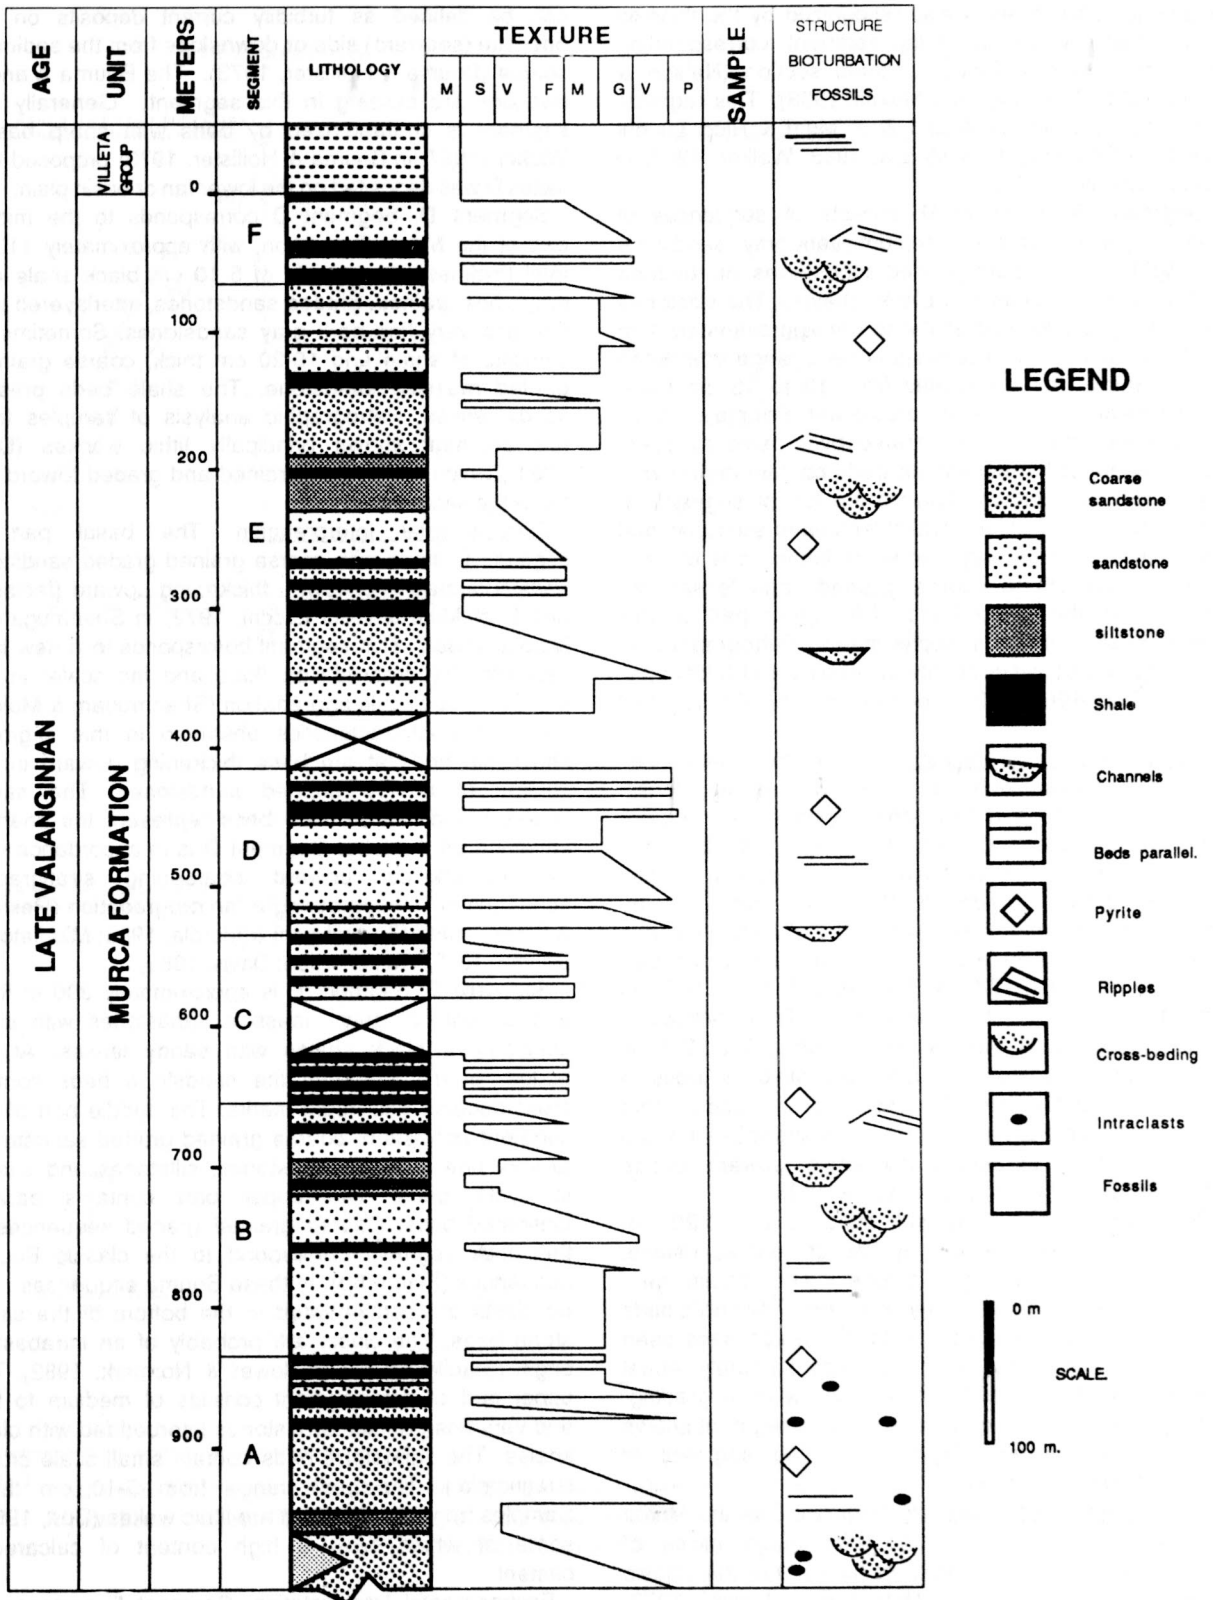 AGE
UNIT
METERS
SEGMENT
LITHOLOGY
TEXTURE
M S V F M G V P
SAMPLE
STRUCTURE
BIOTURBATION
FOSSILS
VILLETA
GROUP
LATE VALANGINIAN
MURCA FORMATION
0
100
200
300
400
500
600
700
800
900
F
E
D
C
B
A
LEGEND
Coarse
sandstone
sandstone
siltstone
Shale
Channels
Beds parallel.
Pyrite
Ripples
Cross-beding
Intraclasts
Fossils
0 m
SCALE.
100 m.